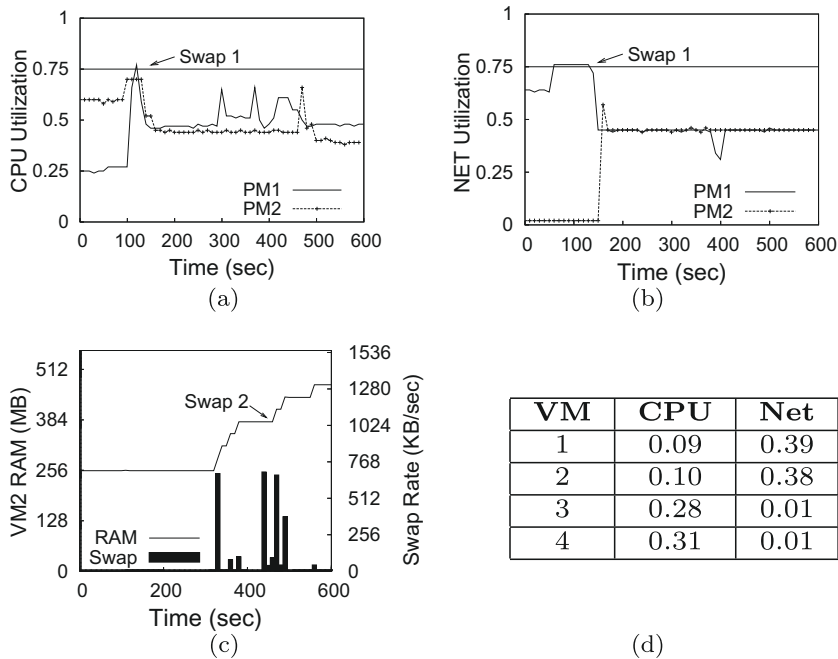 1
0.75
0.5
0.25
0
CPU Utilization
Swap 1
PM1
PM2
0 100 200 300 400 500 600
Time (sec)
(a)
1
0.75
0.5
0.25
0
NET Utilization
Swap 1
PM1
PM2
0 100 200 300 400 500 600
Time (sec)
(b)
512
384
256
128
0
VM2 RAM (MB)
Swap 2
RAM
Swap
1536
1280
1024
768
512
256
0
Swap Rate (KB/sec)
0 200 400 600
Time (sec)
(c)
VM CPU Net
1 0.09 0.39
2 0.10 0.38
3 0.28 0.01
4 0.31 0.01
(d)